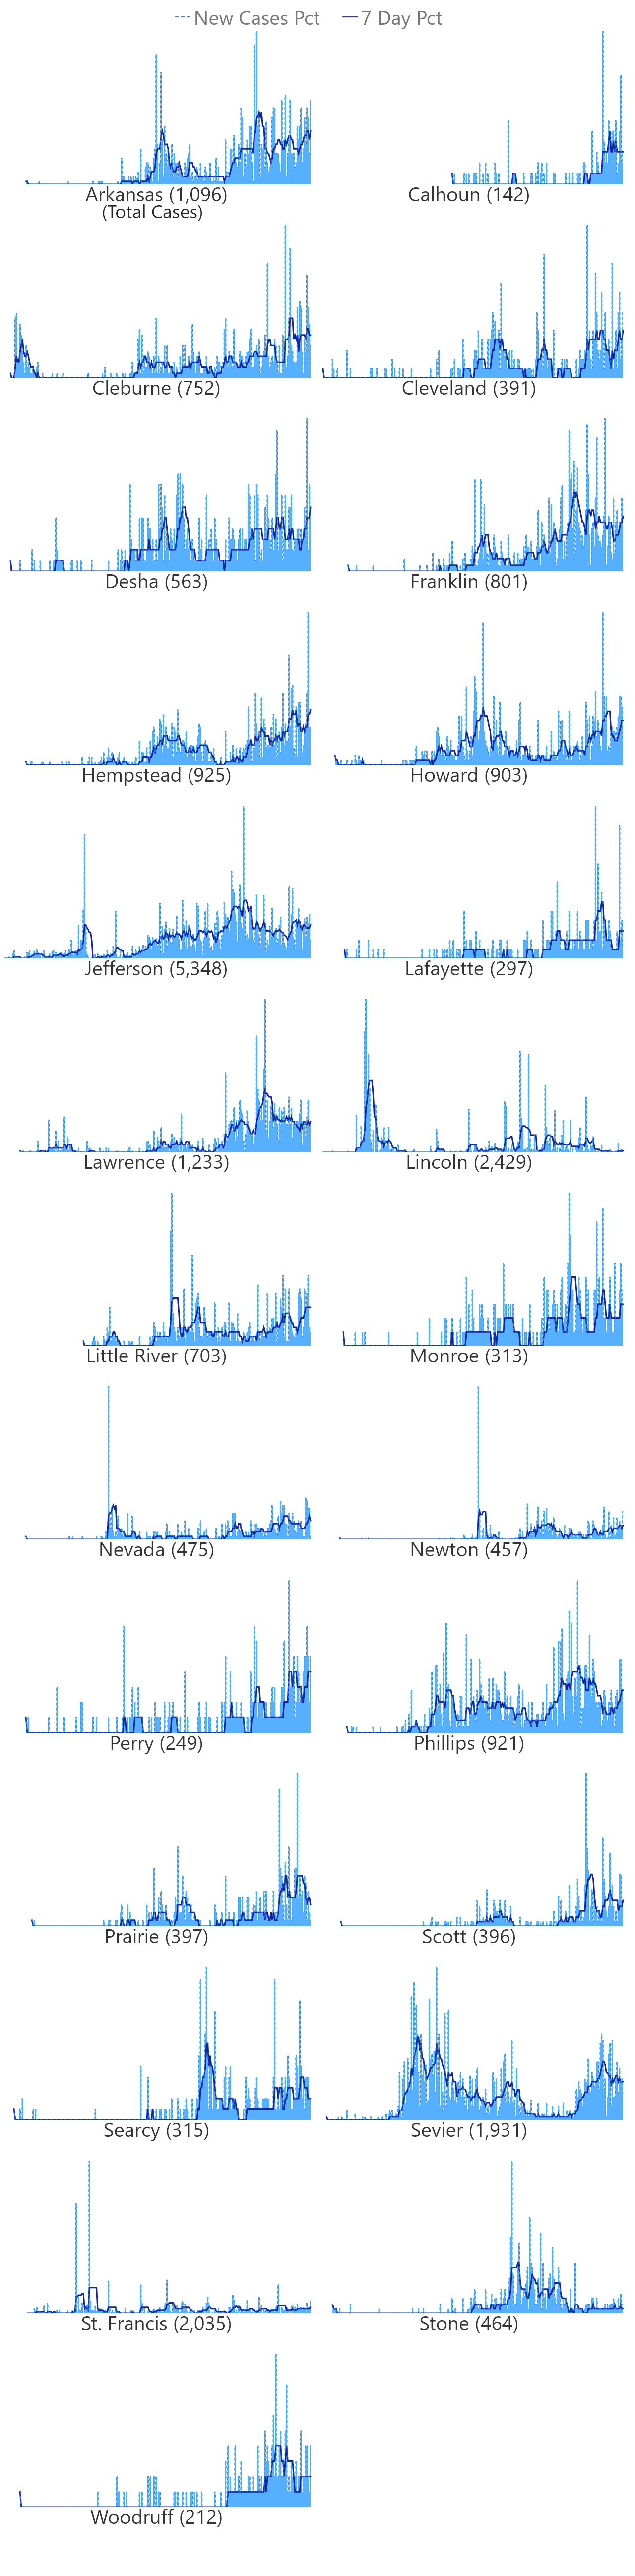 New Cases Pct 7 Day Pct
Arkansas (1,096) Calhoun (142)
(Total Cases)
Cleburne (752) Cleveland (391)
Desha (563) Franklin (801)
Hempstead (925) Howard (903)
Jefferson (5,348) Lafayette (297)
Lawrence (1,233) Lincoln (2,429)
Little River (703) Monroe (313)
Nevada (475) Newton (457)
Perry (249) Phillips (921)
Prairie (397) Scott (396)
Searcy (315) Sevier (1,931)
St. Francis (2,035) Stone (464)
Woodruff (212)